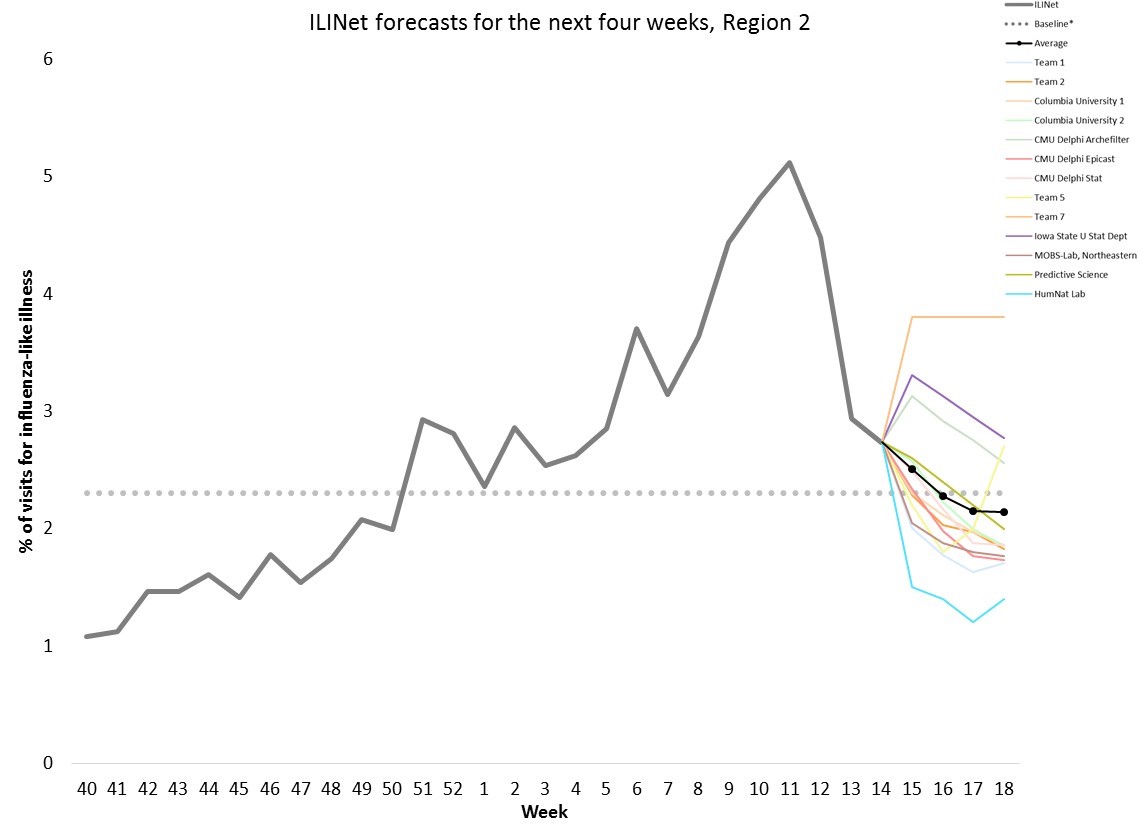 ILINet forecasts for the next four weeks, Region 2
ILINet
Baseline*
Average
Team 1
Team 2
Columbia University 1
Columbia University 2
CMU Delphi Archefilter
CMU Delphi Epicast
CMU Delphi Stat
Team 5
Team 7
Iowa State U Stat Dept
MOBS-Lab, Northeastern
Predictive Science
HumNat Lab
% of visits for influenza-like illness
6
5
4
3
2
1
0
40 41 42 43 44 45 46 47 48 49 50 51 52 1 2 3 4 5 6 7 8 9 10 11 12 13 14 15 16 17 18
Week